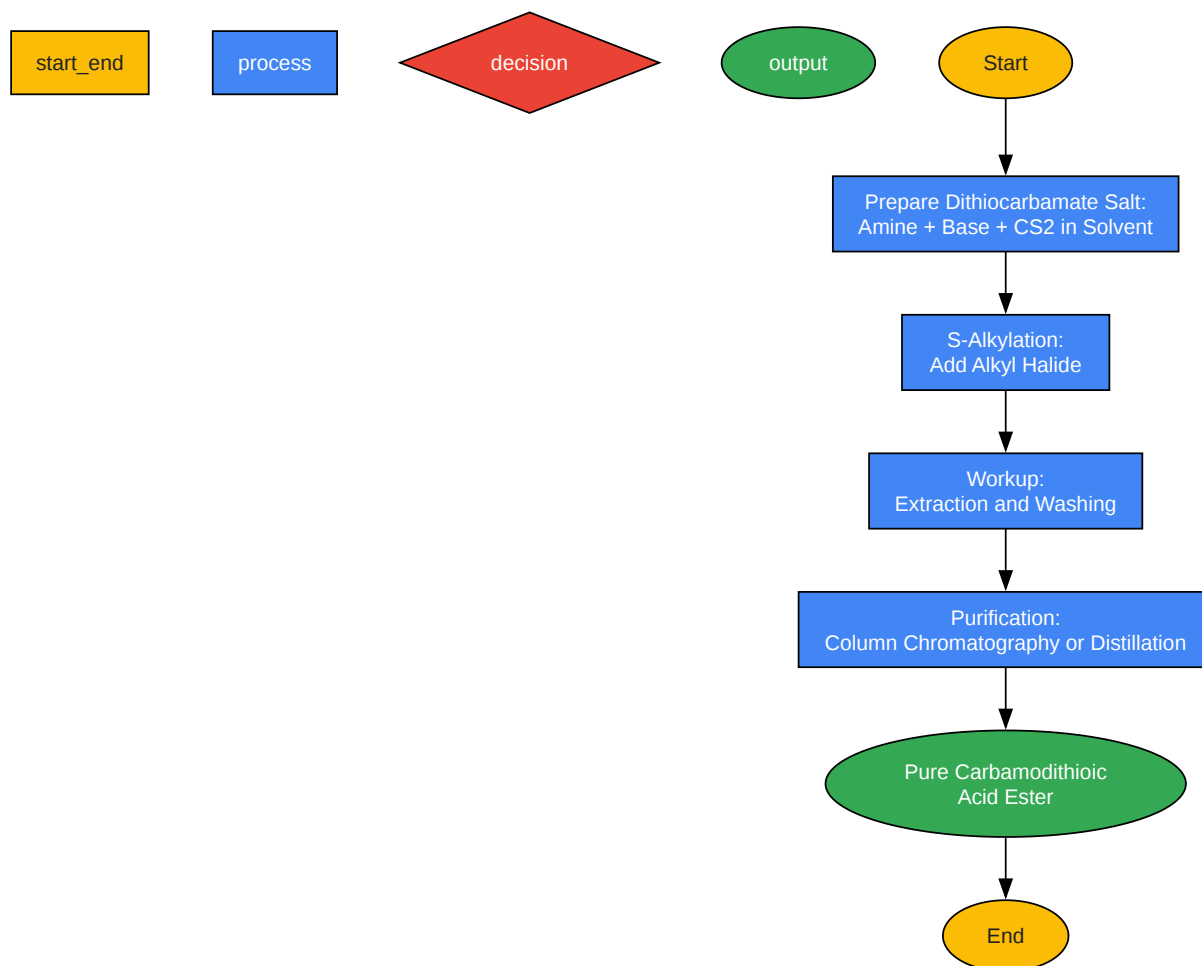 start_end
process
decision
output
Start
Prepare Dithiocarbamate Salt:
Amine + Base + CS2 in Solvent
S-Alkylation:
Add Alkyl Halide
Workup:
Extraction and Washing
Purification:
Column Chromatography or Distillation
Pure Carbamodithioic
Acid Ester
End